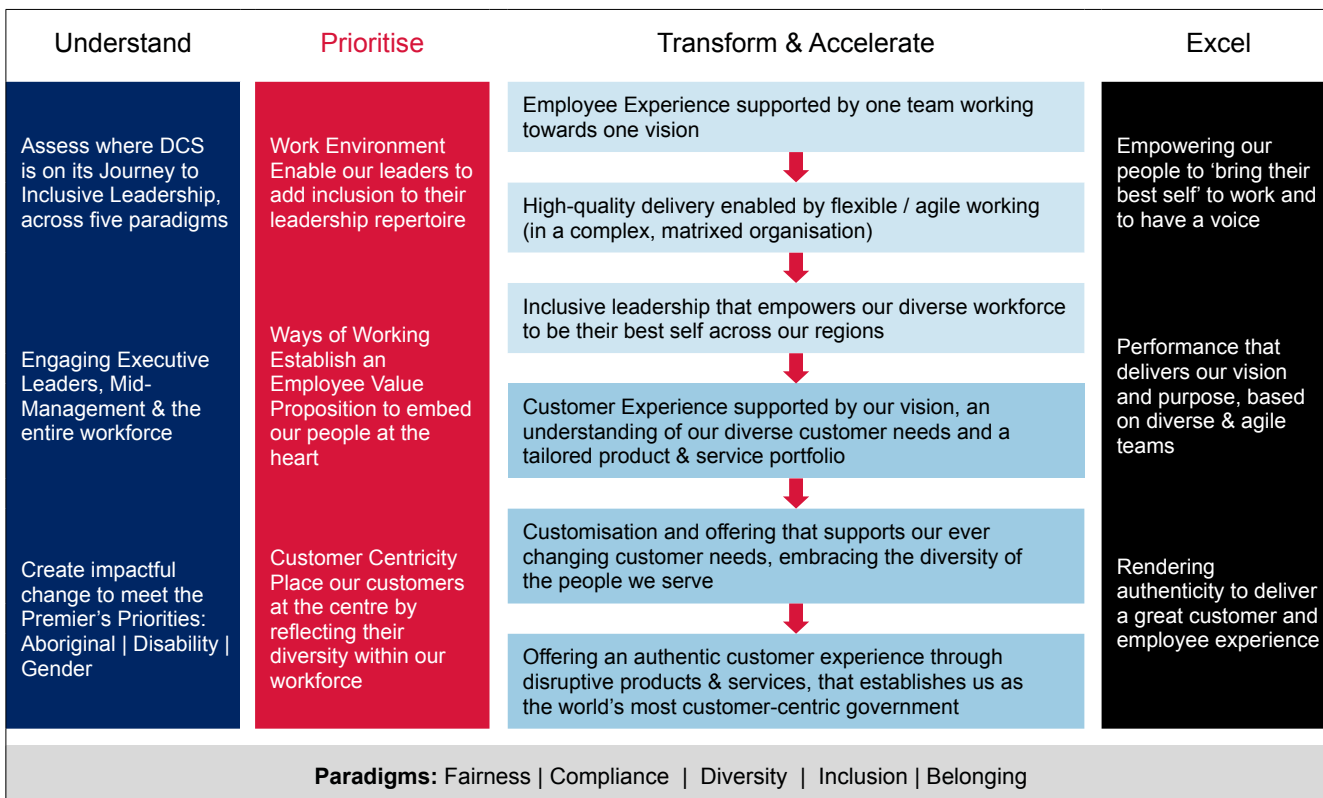 Understand
Prioritise
Transform & Accelerate
Excel
Assess where DCS
is on its Journey to
Inclusive Leadership,
across five paradigms
Engaging Executive
Leaders, Mid-
Management & the
entire workforce
Create impactful
change to meet the
Premier’s Priorities:
Aboriginal | Disability |
Gender
Work Environment
Enable our leaders to
add inclusion to their
leadership repertoire
Ways of Working
Establish an
Employee Value
Proposition to embed
our people at the
heart
Customer Centricity
Place our customers
at the centre by
reflecting their
diversity within our
workforce
Employee Experience supported by one team working
towards one vision
High-quality delivery enabled by flexible / agile working
(in a complex, matrixed organisation)
Inclusive leadership that empowers our diverse workforce
to be their best self across our regions
Customer Experience supported by our vision, an
understanding of our diverse customer needs and a
tailored product & service portfolio
Customisation and offering that supports our ever
changing customer needs, embracing the diversity of
the people we serve
Offering an authentic customer experience through
disruptive products & services, that establishes us as
the world’s most customer-centric government
Empowering our
people to ‘bring their
best self’ to work and
to have a voice
Performance that
delivers our vision
and purpose, based
on diverse & agile
teams
Rendering
authenticity to deliver
a great customer and
employee experience
Paradigms: Fairness | Compliance | Diversity | Inclusion | Belonging